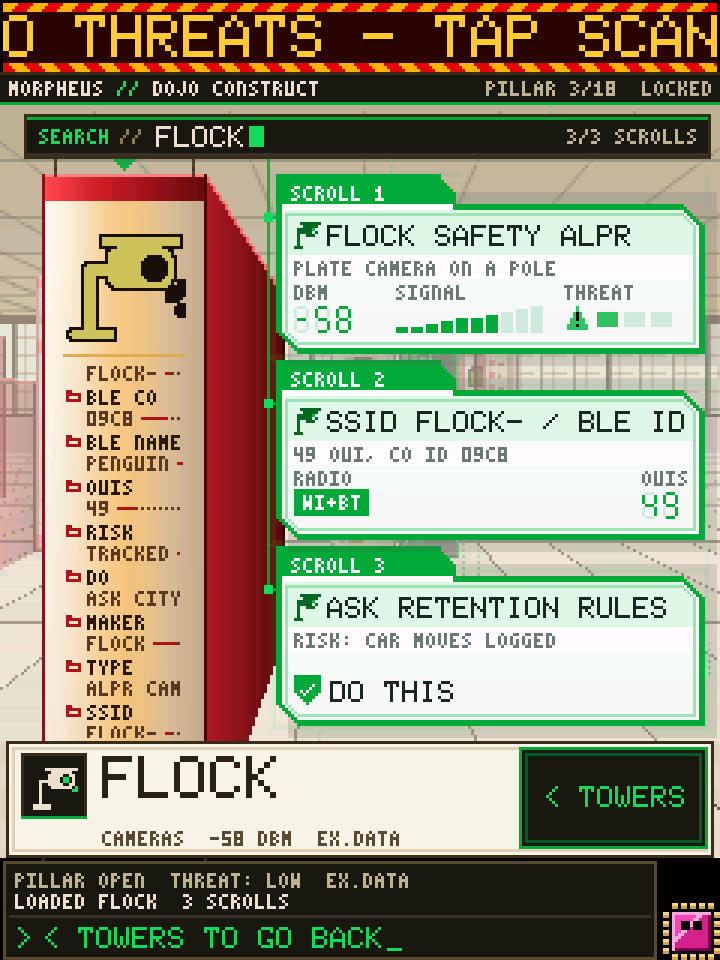 O THREATS - TAP SCAN
MORPHEUS // DOJO CONSTRUCT
PILLAR 3/18 LOCKED
SEARCH // FLOCK
3/3 SCROLLS
FLOCK-
BLE CO
09C8
BLE NAME
PENGUIN
OUIS
49
RISK
TRACKED
DO
ASK CITY
MAKER
FLOCK
TYPE
ALPR CAM
SSID
FLOCK-
SCROLL 1
FLOCK SAFETY ALPR
PLATE CAMERA ON A POLE
DBM SIGNAL THREAT
-58
SCROLL 2
SSID FLOCK- / BLE ID
49 OUI, CO ID 09C8
RADIO OUIS
WI+BT 49
SCROLL 3
ASK RETENTION RULES
RISK: CAR MOVES LOGGED
DO THIS
FLOCK
CAMERAS -58 DBM EX.DATA
< TOWERS
PILLAR OPEN THREAT: LOW EX.DATA
LOADED FLOCK 3 SCROLLS
> < TOWERS TO GO BACK_